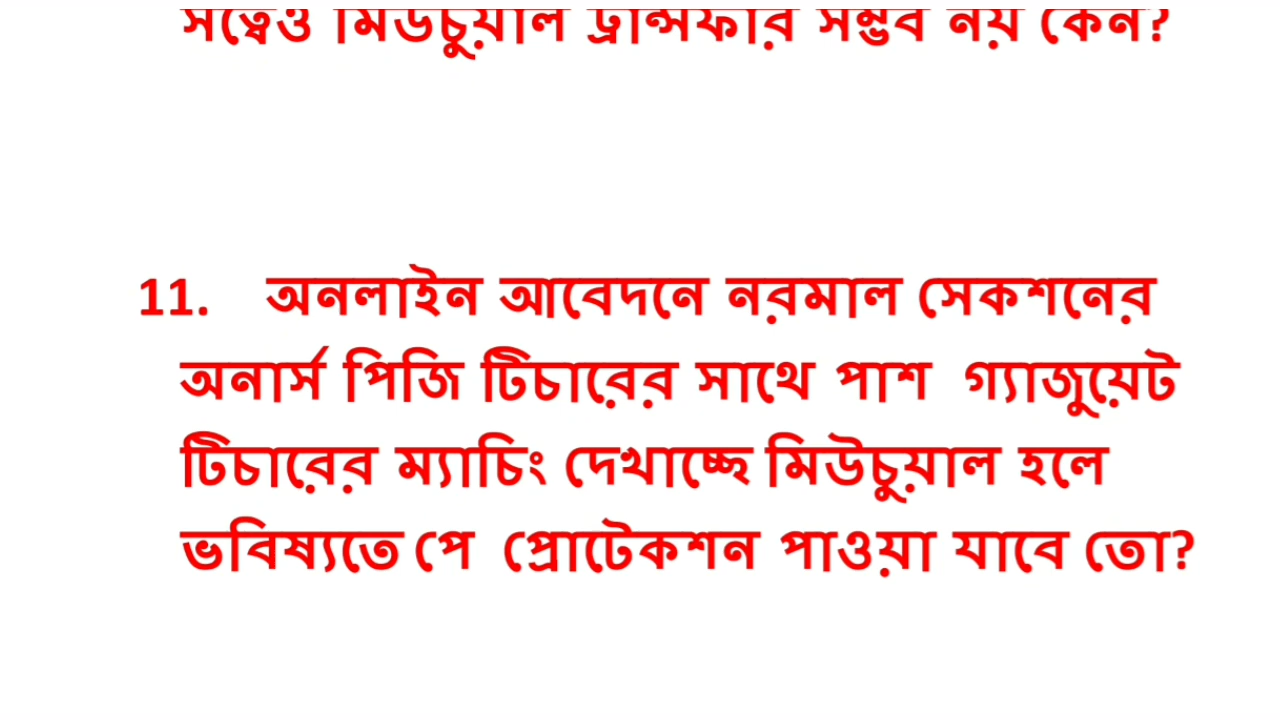 সত্বেও মিউচুয়াল ট্রান্সফার সম্ভব নয় কেন?
11. অনলাইন আবেদনে নরমাল সেকশনের
অনার্স পিজি টিচারের সাথে পাশ গ্যাজুয়েট
টিচারের ম্যাচিং দেখাচ্ছে মিউচুয়াল হলে
ভবিষ্যতে পে প্রোটেকশন পাওয়া যাবে তো?